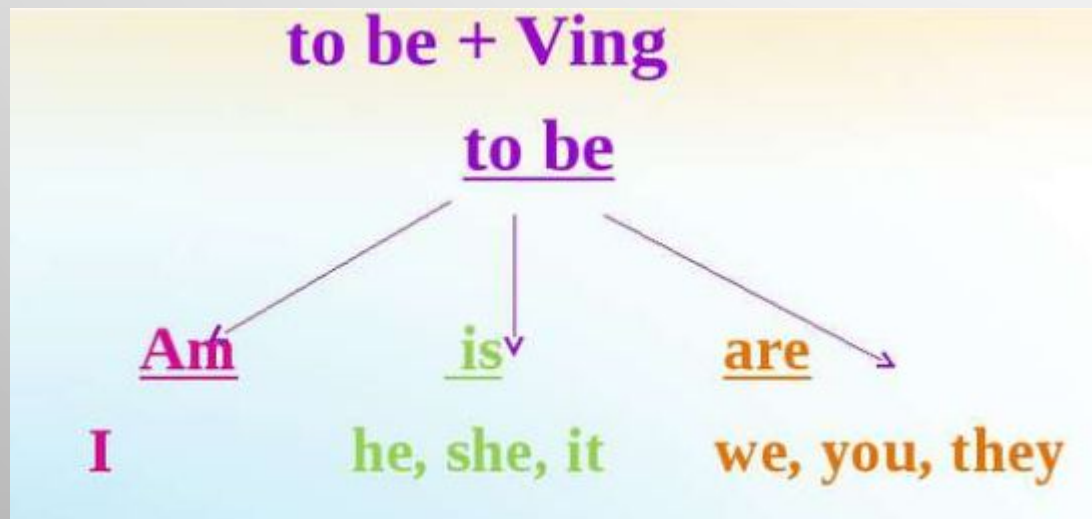 to be + Ving
to be
Am is are
I he, she, it we, you, they